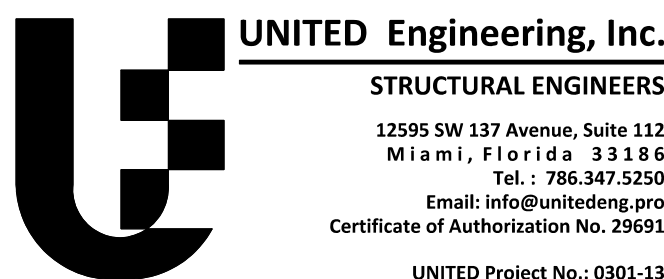 UNITED Engineering, Inc.
STRUCTURAL ENGINEERS
12595 SW 137 Avenue, Suite 112
Miami, Florida 33186
Tel. : 786.347.5250
Email: info@unitedeng.pro
Certificate of Authorization No. 29691
UNITED Project No.: 0301-13